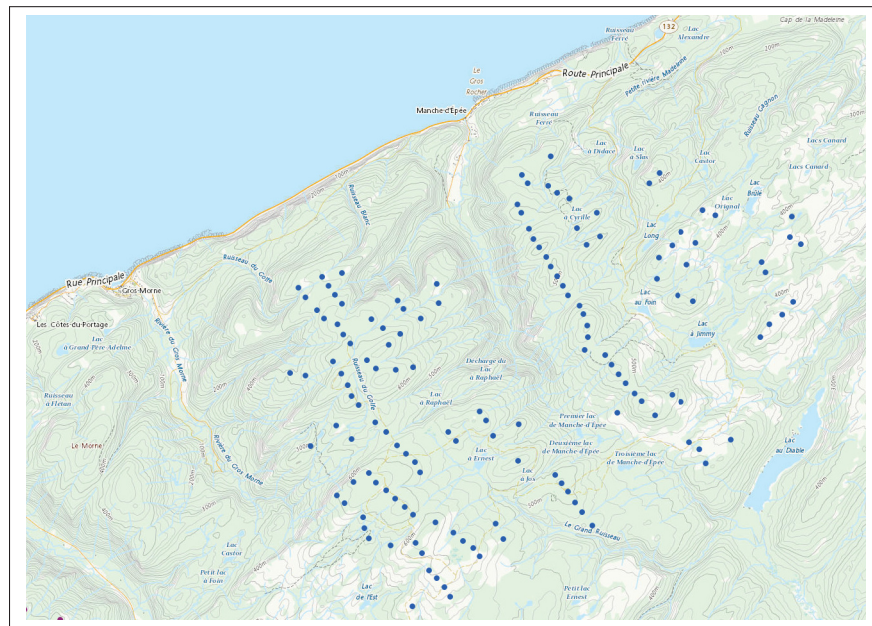 Cap de la Madeleine
Ruisseau
Ferré
132
Lac
Alexandre
Le
Gros
Rocher
Route Principale
Petite rivière Madeleine
Manche-d'Épée
Ruisseau
Ferré
Ruisseau Gagnon
Lac
à Didace
Lac
à Slas
Lac
Castor
Lacs Canard
Lacs Canard
Lac
Brûlé
Ruisseau Blanc
Lac
Orignal
Lac
à Cyrille
Lac
Long
Ruisseau du Golfe
Rue Principale
Gros-Morne
Lac
au Foin
Les Côtes-du-Portage
Lac
à Grand Père Adelme
Rivière du Gros Morne
Lac
à Jimmy
Ruisseau du Golfe
Décharge du
Lac
à Raphaël
Ruisseau
à Flétan
Lac
à Raphaël
Le Morne
Premier lac
de Manche-d'Épée
Deuxième lac
de Manche-d'Épée
Troisième lac
de Manche-d'Épée
Lac
au Diable
Rivière du Gros Morne
Lac
à Ernest
Lac
à Jos
Le Grand Ruisseau
Lac
Castor
Petit lac
à Foin
Lac
de l'Est
Petit lac
Ernest